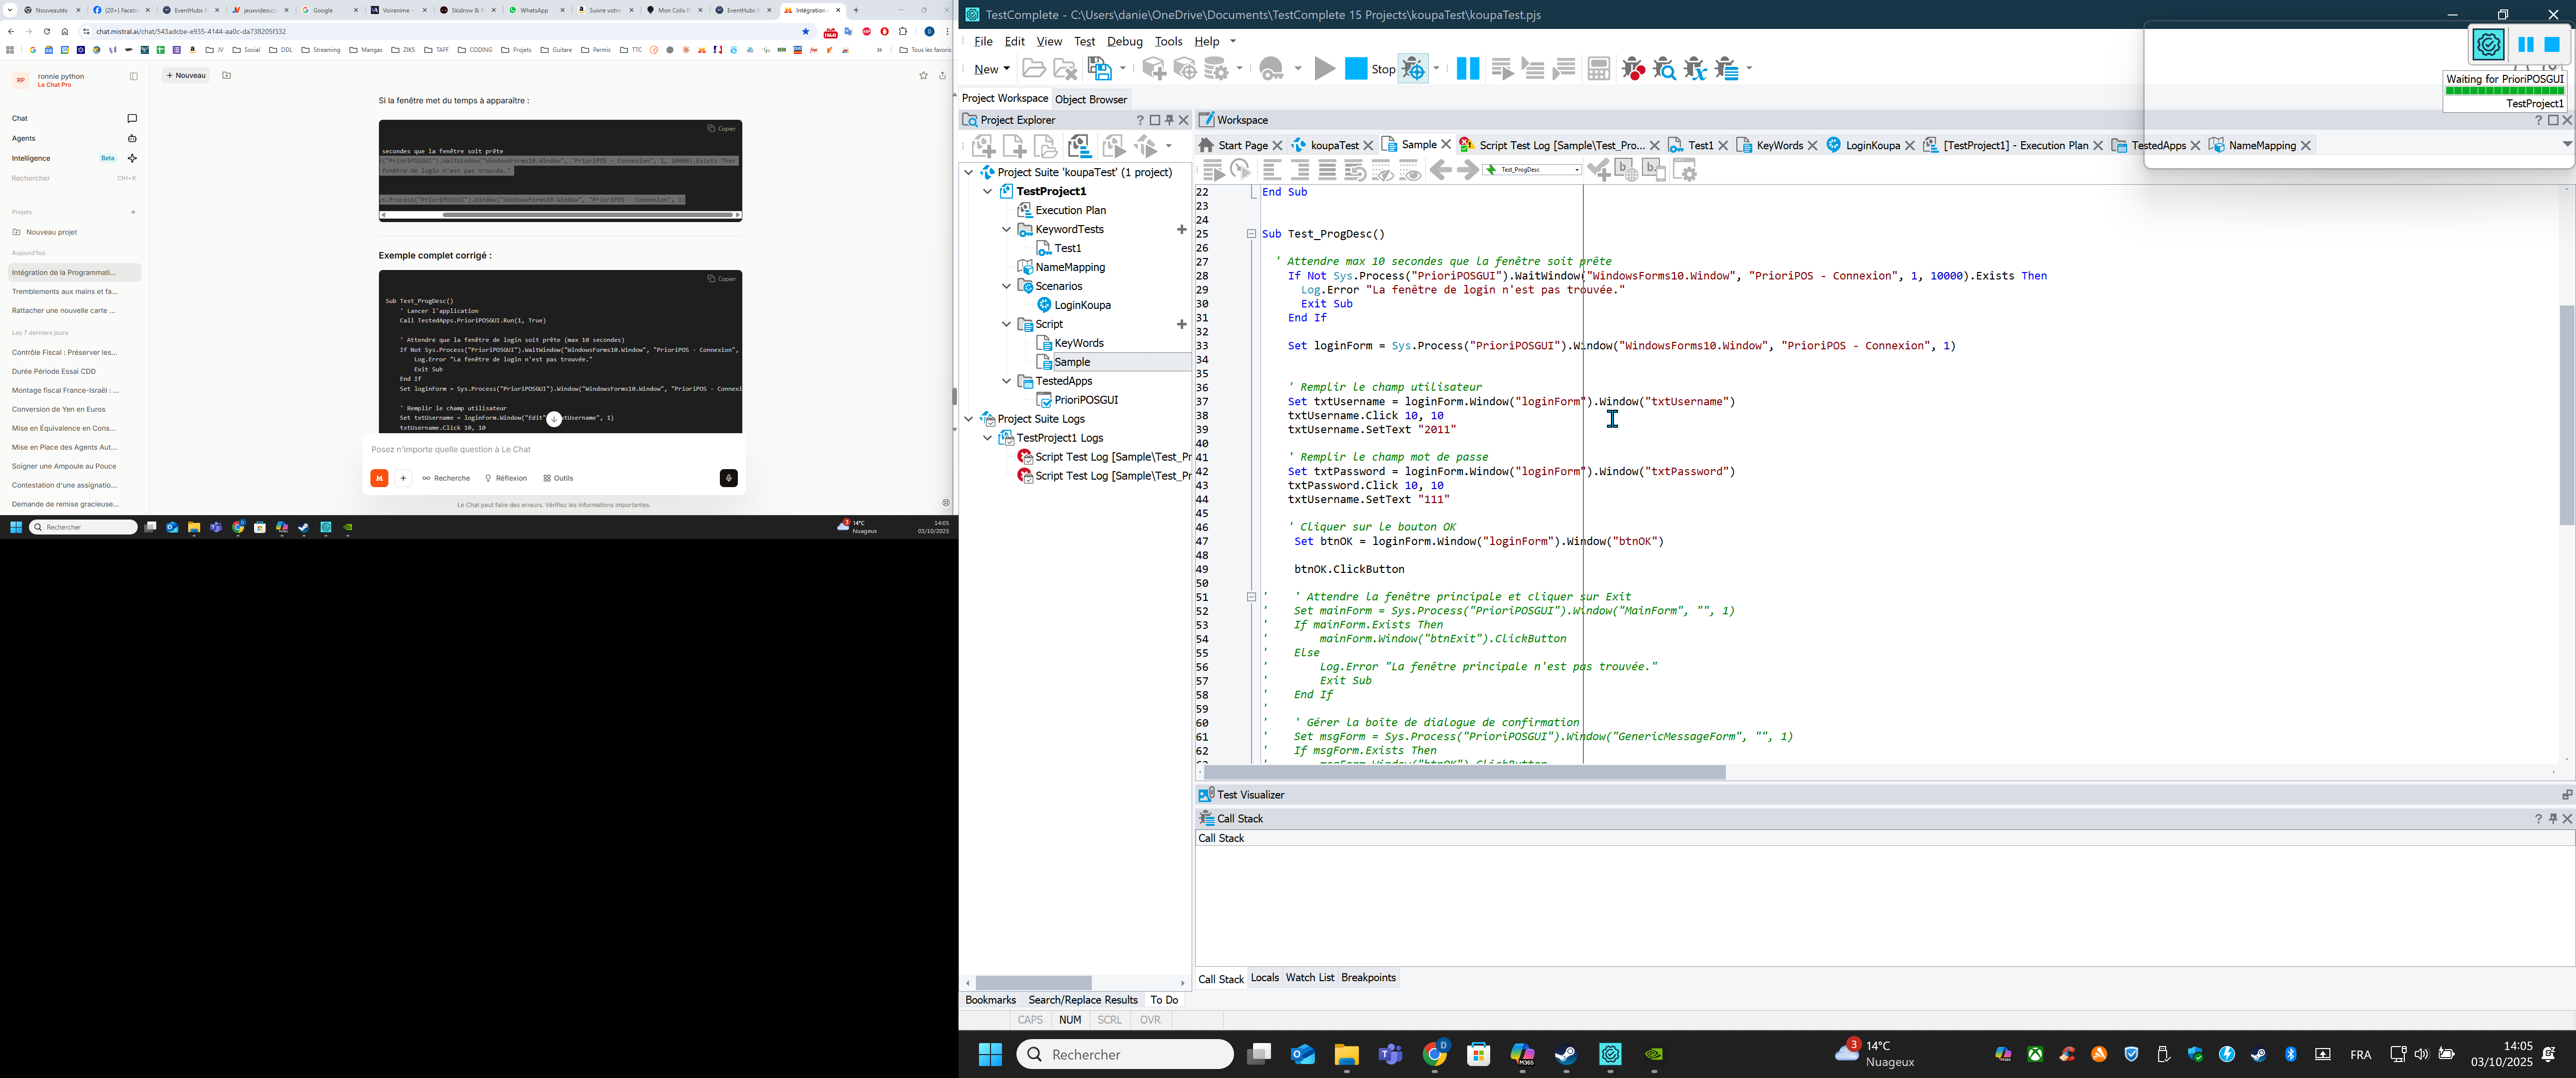 Nouveautés
(20+) Faceb
EventHubs
jeuxvideo.co
Google
Voiranime -
Skidrow & R
WhatsApp
Suivre votre
Mon Colis P
EventHubs
Intégration
chat.mistral.ai/chat/543adcbe-e935-4144-aa0c-da738205f332
JV
Social
DDL
Streaming
Mangas
ZIKS
TAFF
CODING
Projets
Guitare
Permis
TTC
Tous les favoris
RP
ronnie python
Le Chat Pro
+ Nouveau
Chat
Agents
Intelligence Beta
Rechercher Ctrl+K
Projets +
Nouveau projet
Aujourd'hui
Intégration de la Programmati...
Tremblements aux mains et fa...
Rattacher une nouvelle carte ...
Les 7 derniers jours
Contrôle Fiscal : Préserver les...
Durée Période Essai CDD
Montage fiscal France-Israël : ...
Conversion de Yen en Euros
Mise en Équivalence en Cons...
Mise en Place des Agents Aut...
Soigner une Ampoule au Pouce
Contestation d'une assignatio...
Demande de remise gracieuse...
Si la fenêtre met du temps à apparaître :
Copier
secondes que la fenêtre soit prête
("PrioriPOSGUI").WaitWindow("WindowsForms10.Window", "PrioriPOS - Connexion", 1, 10000).Exists Then
fenêtre de login n'est pas trouvée."
ys.Process("PrioriPOSGUI").Window("WindowsForms10.Window", "PrioriPOS - Connexion", 1)
Exemple complet corrigé :
Copier
Sub Test_ProgDesc()
' Lancer l'application
Call TestedApps.PrioriPOSGUI.Run(1, True)
' Attendre que la fenêtre de login soit prête (max 10 secondes)
If Not Sys.Process("PrioriPOSGUI").WaitWindow("WindowsForms10.Window", "PrioriPOS - Connexion",
Log.Error "La fenêtre de login n'est pas trouvée."
Exit Sub
End If
Set loginForm = Sys.Process("PrioriPOSGUI").Window("WindowsForms10.Window", "PrioriPOS - Connexi
' Remplir le champ utilisateur
Set txtUsername = loginForm.Window("Edit" xtUsername", 1)
txtUsername.Click 10, 10
Posez n'importe quelle question à Le Chat
Recherche
Réflexion
Outils
Le Chat peut faire des erreurs. Vérifiez les informations importantes.
Rechercher
3
14°C
Nuageux
14:05
03/10/2025
TestComplete - C:\Users\danie\OneDrive\Documents\TestComplete 15 Projects\koupaTest\koupaTest.pjs
File Edit View Test Debug Tools Help
New
Stop
Waiting for PrioriPOSGUI
TestProject1
Project Workspace
Object Browser
Project Explorer
Workspace
Start Page
koupaTest
Sample
Script Test Log [Sample\Test_Pro...
Test1
KeyWords
LoginKoupa
[TestProject1] - Execution Plan
TestedApps
NameMapping
Test_ProgDesc
Project Suite 'koupaTest' (1 project)
TestProject1
Execution Plan
KeywordTests
Test1
NameMapping
Scenarios
LoginKoupa
Script
KeyWords
Sample
TestedApps
PrioriPOSGUI
Project Suite Logs
TestProject1 Logs
Script Test Log [Sample\Test_Pr
Script Test Log [Sample\Test_Pr
22 End Sub
23
24
25 Sub Test_ProgDesc()
26
27 ' Attendre max 10 secondes que la fenêtre soit prête
28 If Not Sys.Process("PrioriPOSGUI").WaitWindow("WindowsForms10.Window", "PrioriPOS - Connexion", 1, 10000).Exists Then
29 Log.Error "La fenêtre de login n'est pas trouvée."
30 Exit Sub
31 End If
32
33 Set loginForm = Sys.Process("PrioriPOSGUI").Window("WindowsForms10.Window", "PrioriPOS - Connexion", 1)
34
35
36 ' Remplir le champ utilisateur
37 Set txtUsername = loginForm.Window("loginForm").Window("txtUsername")
38 txtUsername.Click 10, 10
39 txtUsername.SetText "2011"
40
41 ' Remplir le champ mot de passe
42 Set txtPassword = loginForm.Window("loginForm").Window("txtPassword")
43 txtPassword.Click 10, 10
44 txtUsername.SetText "111"
45
46 ' Cliquer sur le bouton OK
47 Set btnOK = loginForm.Window("loginForm").Window("btnOK")
48
49 btnOK.ClickButton
50
51 ' ' Attendre la fenêtre principale et cliquer sur Exit
52 ' Set mainForm = Sys.Process("PrioriPOSGUI").Window("MainForm", "", 1)
53 ' If mainForm.Exists Then
54 ' mainForm.Window("btnExit").ClickButton
55 ' Else
56 ' Log.Error "La fenêtre principale n'est pas trouvée."
57 ' Exit Sub
58 ' End If
59 '
60 ' ' Gérer la boîte de dialogue de confirmation
61 ' Set msgForm = Sys.Process("PrioriPOSGUI").Window("GenericMessageForm", "", 1)
62 ' If msgForm.Exists Then
Test Visualizer
Call Stack
Call Stack
Call Stack Locals Watch List Breakpoints
Bookmarks Search/Replace Results To Do
CAPS NUM SCRL OVR
Rechercher
3
14°C
Nuageux
FRA
14:05
03/10/2025